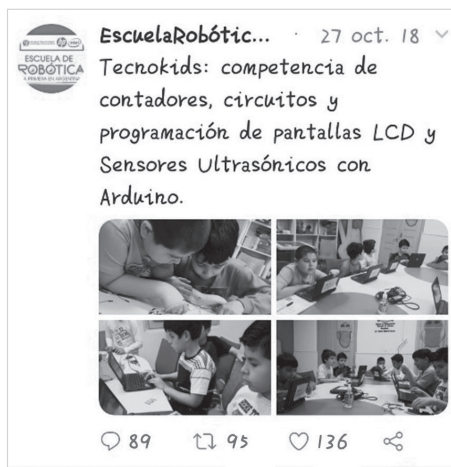 EscuelaRobótic... · 27 oct. 18
ESCUELA DE
ROBÓTICA
Tecnokids: competencia de
contadores, circuitos y
programación de pantallas LCD y
Sensores Ultrasónicos con
Arduino.
89 95 136